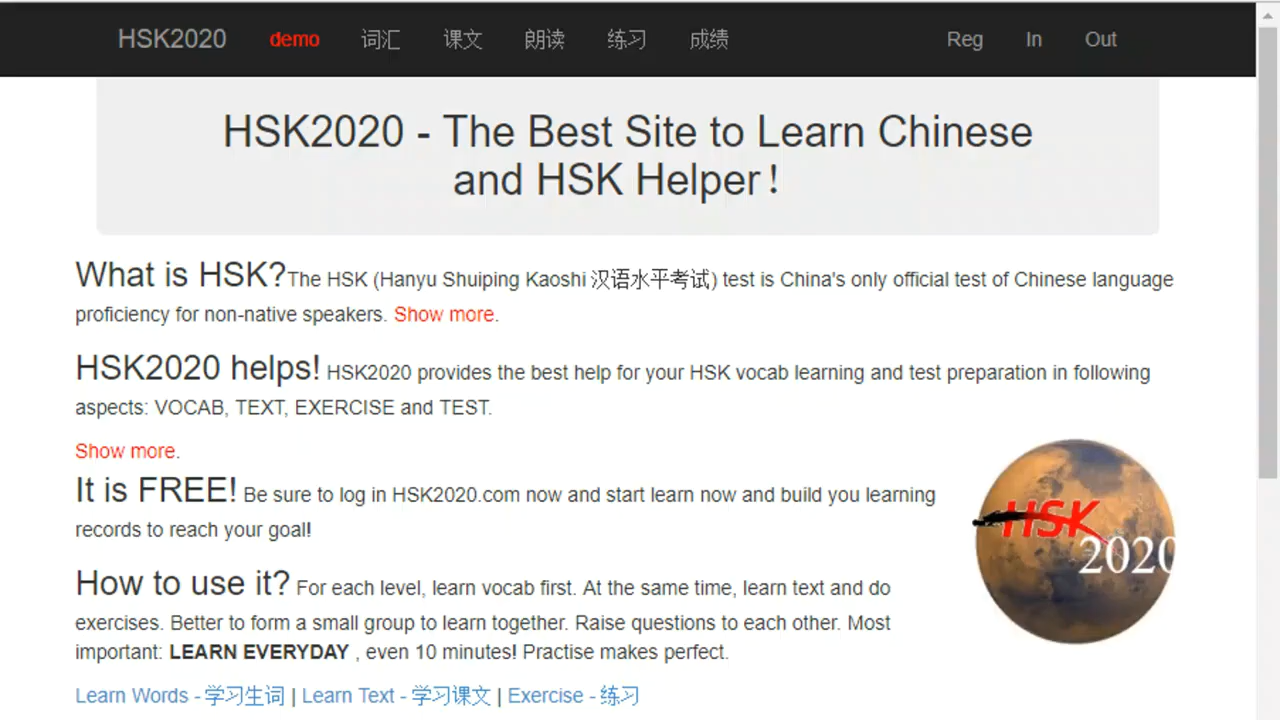 HSK2020 demo 词汇 课文 朗读 练习 成绩 Reg In Out
HSK2020 - The Best Site to Learn Chinese
and HSK Helper！
What is HSK?The HSK (Hanyu Shuiping Kaoshi 汉语水平考试) test is China's only official test of Chinese language
proficiency for non-native speakers. Show more.
HSK2020 helps! HSK2020 provides the best help for your HSK vocab learning and test preparation in following
aspects: VOCAB, TEXT, EXERCISE and TEST.
Show more.
It is FREE! Be sure to log in HSK2020.com now and start learn now and build you learning
records to reach your goal!
HSK
2020
How to use it? For each level, learn vocab first. At the same time, learn text and do
exercises. Better to form a small group to learn together. Raise questions to each other. Most
important: LEARN EVERYDAY , even 10 minutes! Practise makes perfect.
Learn Words - 学习生词 | Learn Text - 学习课文 | Exercise - 练习